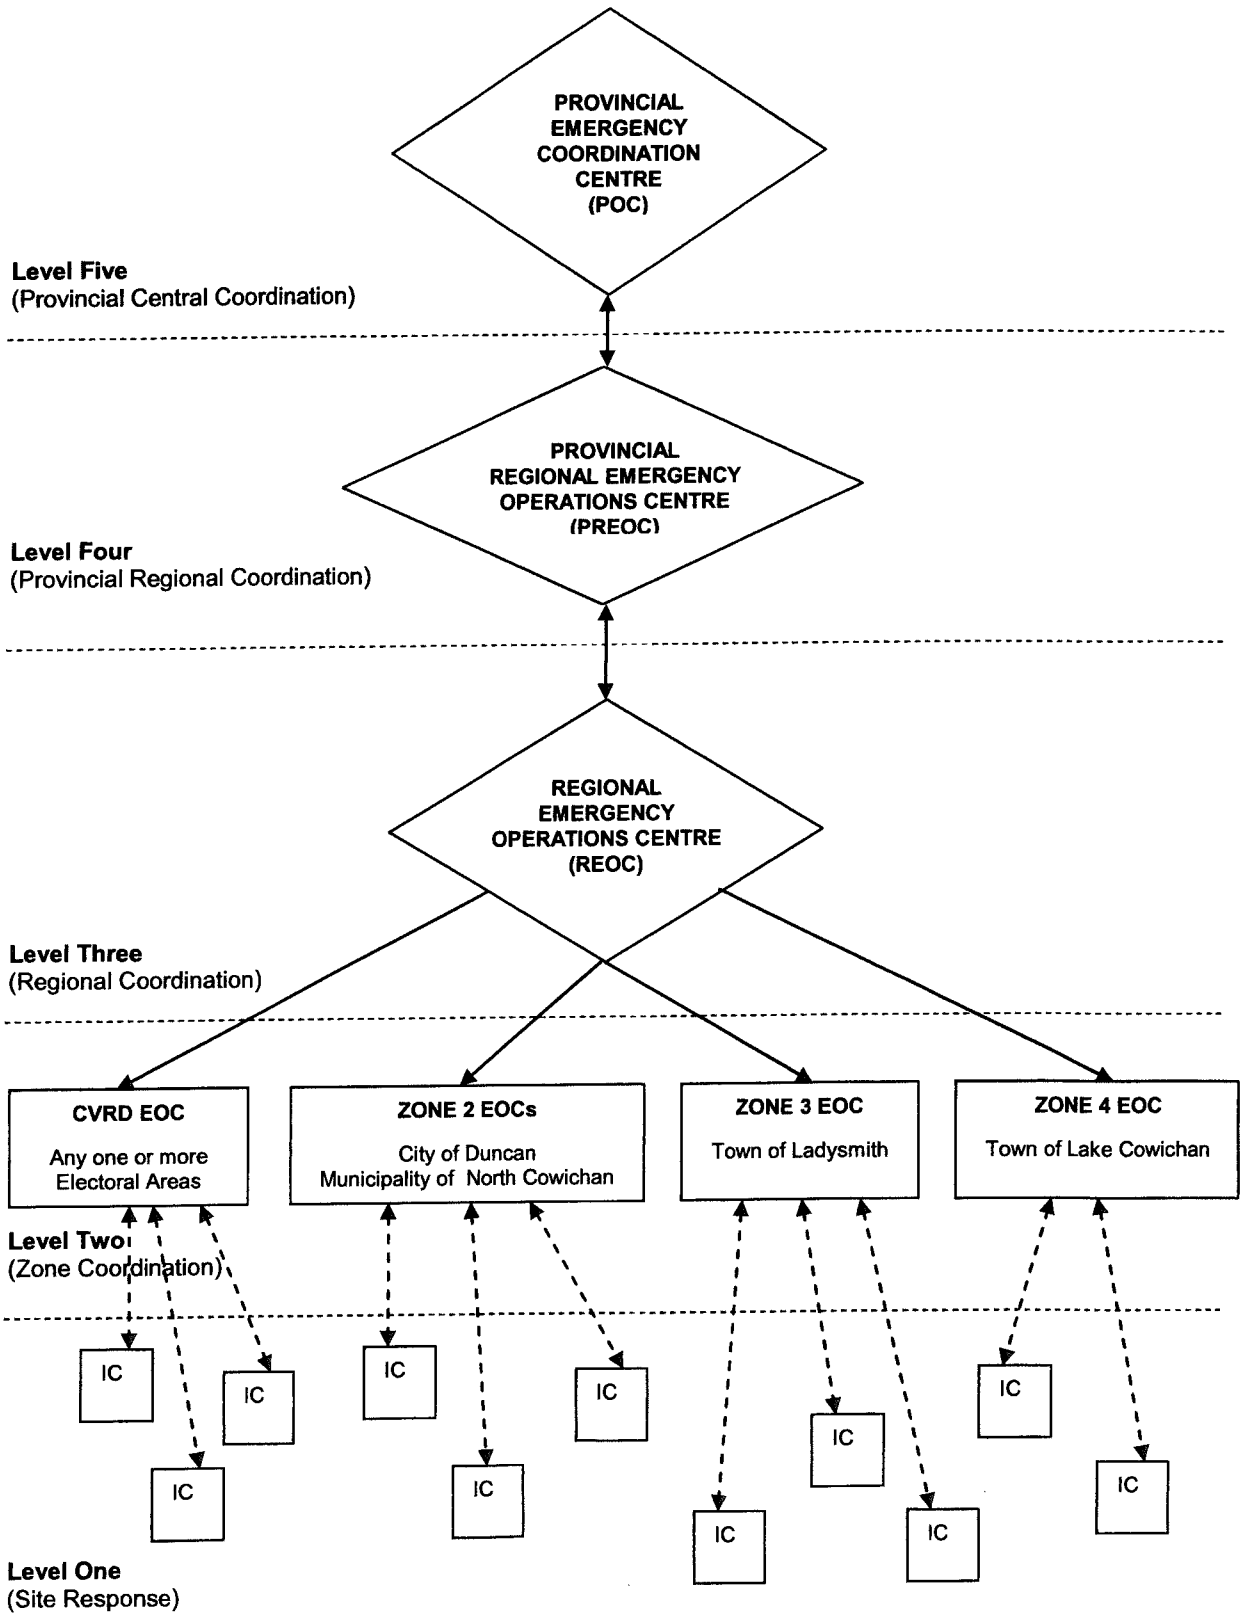 PROVINCIAL
EMERGENCY
COORDINATION
CENTRE
(POC)
Level Five
(Provincial Central Coordination)
PROVINCIAL
REGIONAL EMERGENCY
OPERATIONS CENTRE
(PREOC)
Level Four
(Provincial Regional Coordination)
REGIONAL
EMERGENCY
OPERATIONS CENTRE
(REOC)
Level Three
(Regional Coordination)
CVRD EOC
Any one or more
Electoral Areas
ZONE 2 EOCs
City of Duncan
Municipality of North Cowichan
ZONE 3 EOC
Town of Ladysmith
ZONE 4 EOC
Town of Lake Cowichan
Level Two
(Zone Coordination)
IC
IC
IC
IC
IC
IC
IC
IC
IC
IC
IC
Level One
(Site Response)